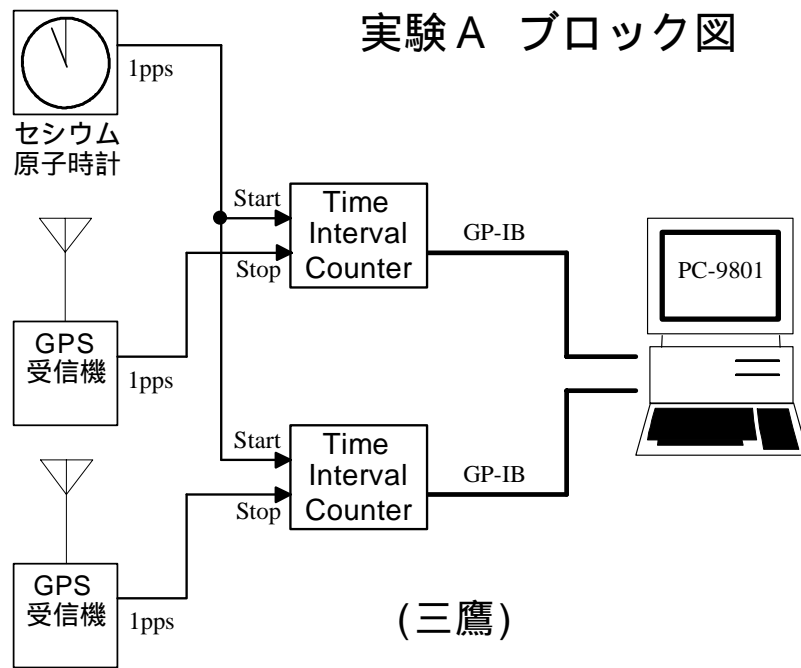 実験A ブロック図
1pps
セシウム
原子時計
Start
Time
Interval
Counter
GP-IB
Stop
PC-9801
GPS
受信機
1pps
Start
Time
Interval
Counter
GP-IB
Stop
GPS
受信機
1pps
(三鷹)